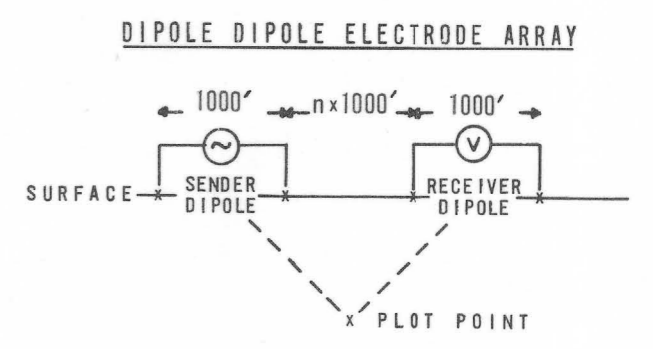 DIPOLE DIPOLE ELECTRODE ARRAY
1000′ n×1000′ 1000′
~ V
SURFACE x SENDER x x RECEIVER x
DIPOLE DIPOLE
x PLOT POINT